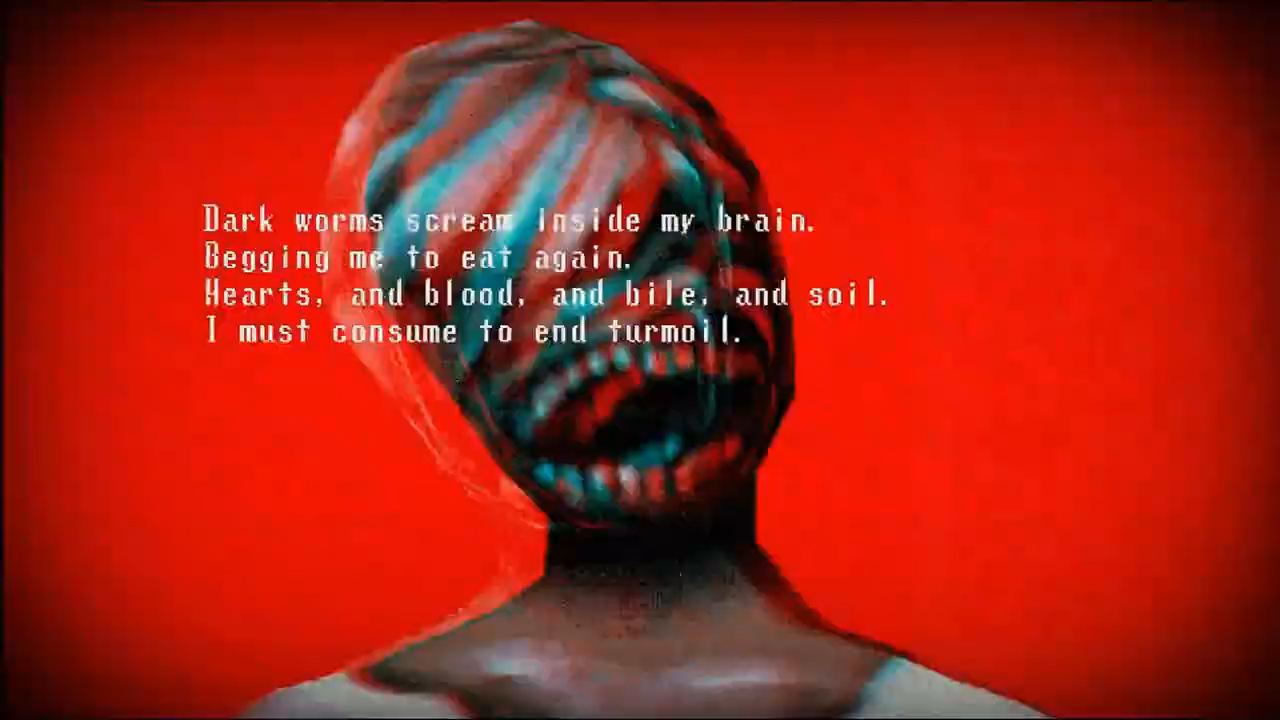 Dark worms scream inside my brain.
Begging me to eat again.
Hearts, and blood, and bile, and soil.
I must consume to end turmoil.